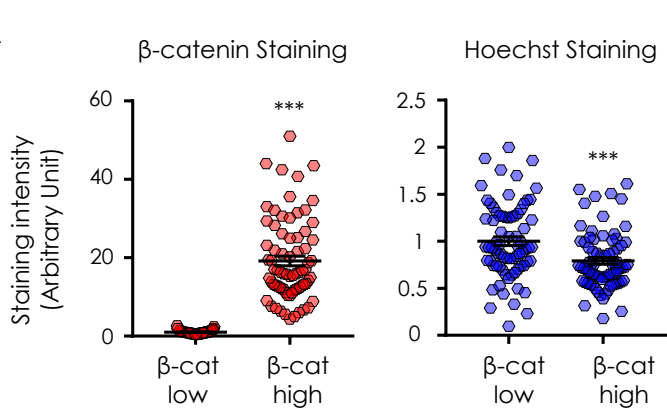 β-catenin Staining
Hoechst Staining
Staining intensity
(Arbitrary Unit)
60
40
20
0
***
β-cat
low
β-cat
high
2.5
2
1.5
1
0.5
0
***
β-cat
low
β-cat
high